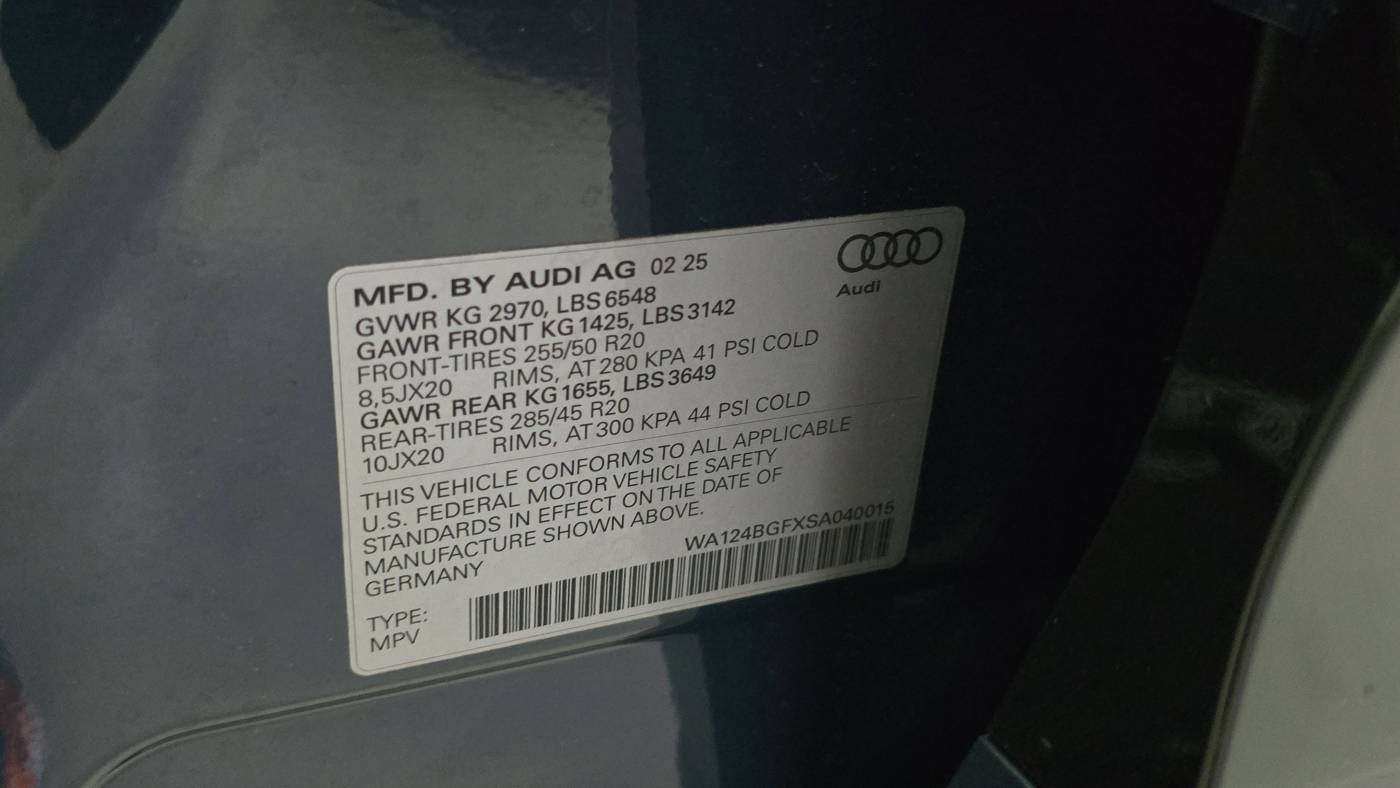 MFD. BY AUDI AG 02 25
Audi
GVWR KG 2970, LBS 6548
GAWR FRONT KG 1425, LBS 3142
FRONT-TIRES 255/50 R20
8,5JX20 RIMS, AT 280 KPA 41 PSI COLD
GAWR REAR KG 1655, LBS 3649
REAR-TIRES 285/45 R20
10JX20 RIMS, AT 300 KPA 44 PSI COLD
THIS VEHICLE CONFORMS TO ALL APPLICABLE
U.S. FEDERAL MOTOR VEHICLE SAFETY
STANDARDS IN EFFECT ON THE DATE OF
MANUFACTURE SHOWN ABOVE.
GERMANY
WA124BGFXSA040015
TYPE:
MPV